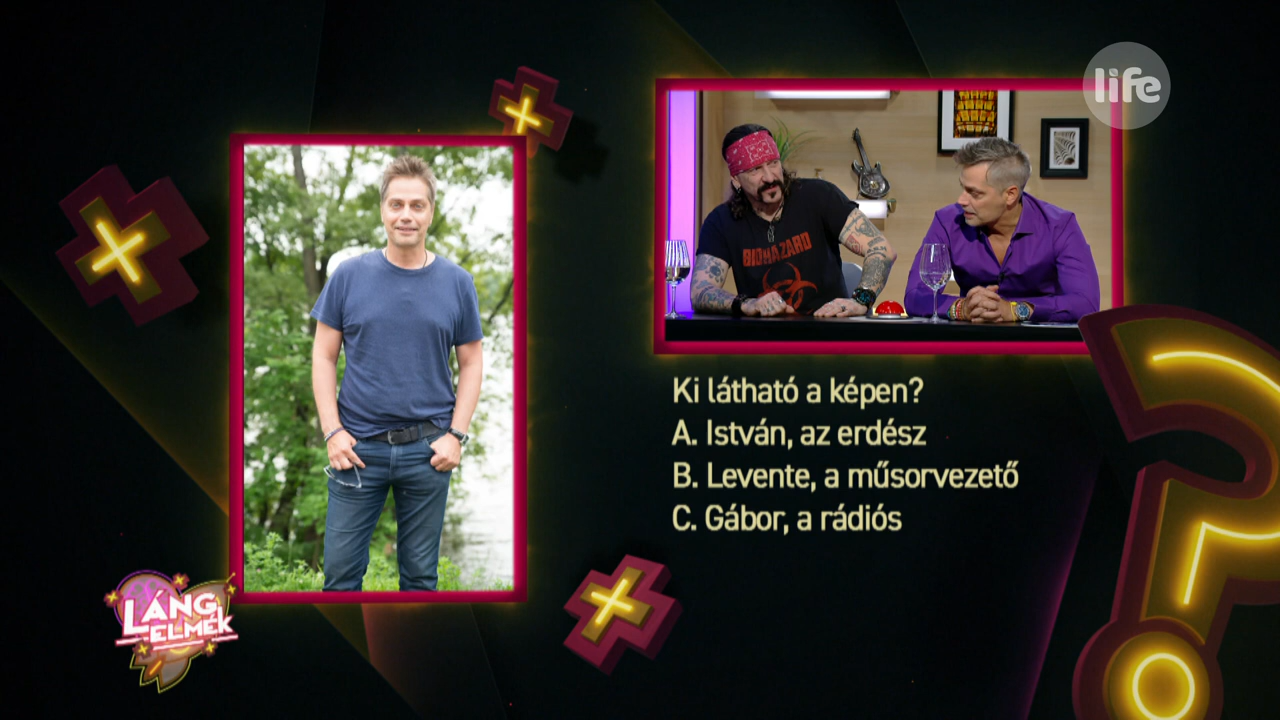 life
BIOHAZARD
Ki látható a képen?
A. István, az erdész
B. Levente, a műsorvezető
C. Gábor, a rádiós
LÁNG
ELMÉK